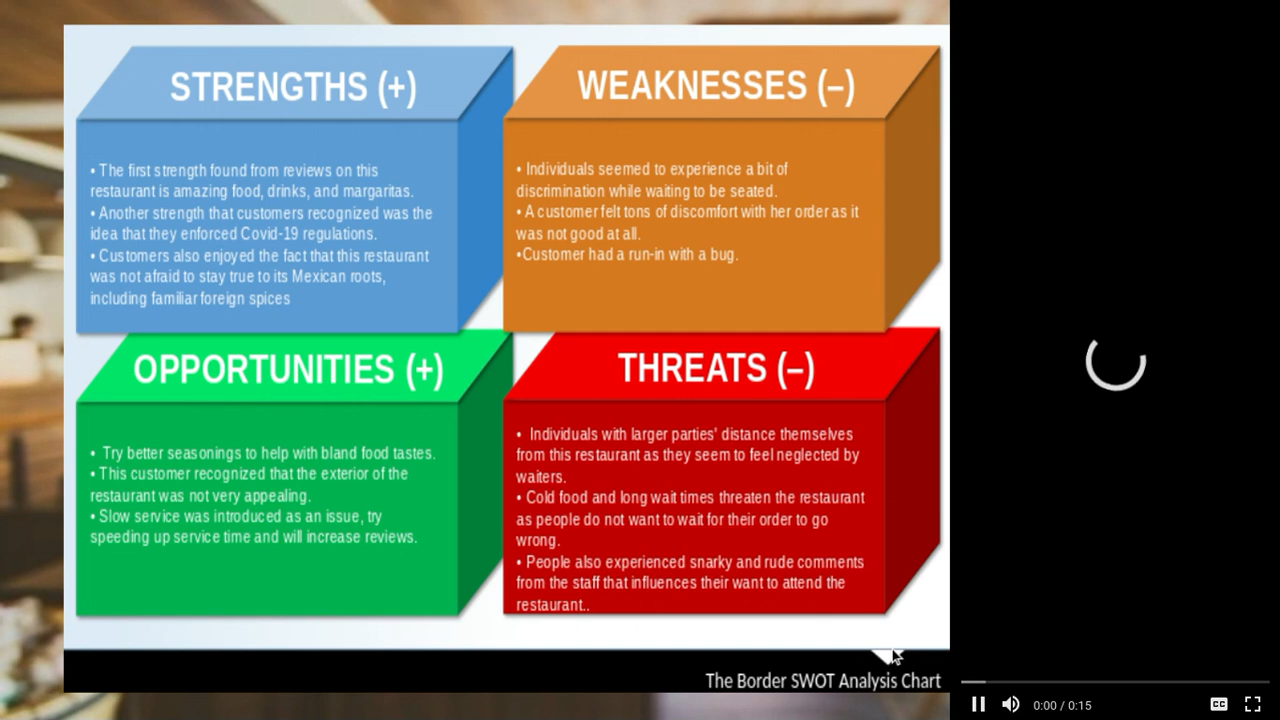 STRENGTHS (+)
• The first strength found from reviews on this
restaurant is amazing food, drinks, and margaritas.
• Another strength that customers recognized was the
idea that they enforced Covid-19 regulations.
• Customers also enjoyed the fact that this restaurant
was not afraid to stay true to its Mexican roots,
including familiar foreign spices
WEAKNESSES (–)
• Individuals seemed to experience a bit of
discrimination while waiting to be seated.
• A customer felt tons of discomfort with her order as it
was not good at all.
•Customer had a run-in with a bug.
OPPORTUNITIES (+)
• Try better seasonings to help with bland food tastes.
• This customer recognized that the exterior of the
restaurant was not very appealing.
• Slow service was introduced as an issue, try
speeding up service time and will increase reviews.
THREATS (–)
• Individuals with larger parties' distance themselves
from this restaurant as they seem to feel neglected by
waiters.
• Cold food and long wait times threaten the restaurant
as people do not want to wait for their order to go
wrong.
• People also experienced snarky and rude comments
from the staff that influences their want to attend the
restaurant..
The Border SWOT Analysis Chart
0:00 / 0:15
CC